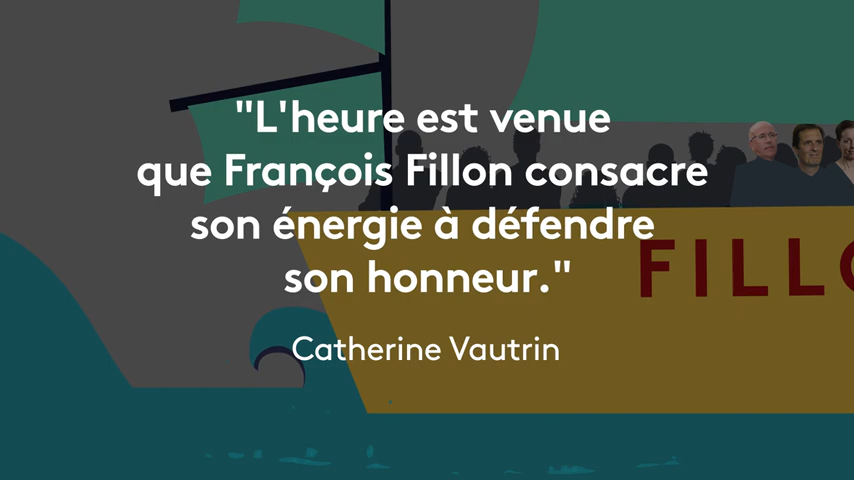 "L'heure est venue
que François Fillon consacre
son énergie à défendre
son honneur."
Catherine Vautrin
FILLO